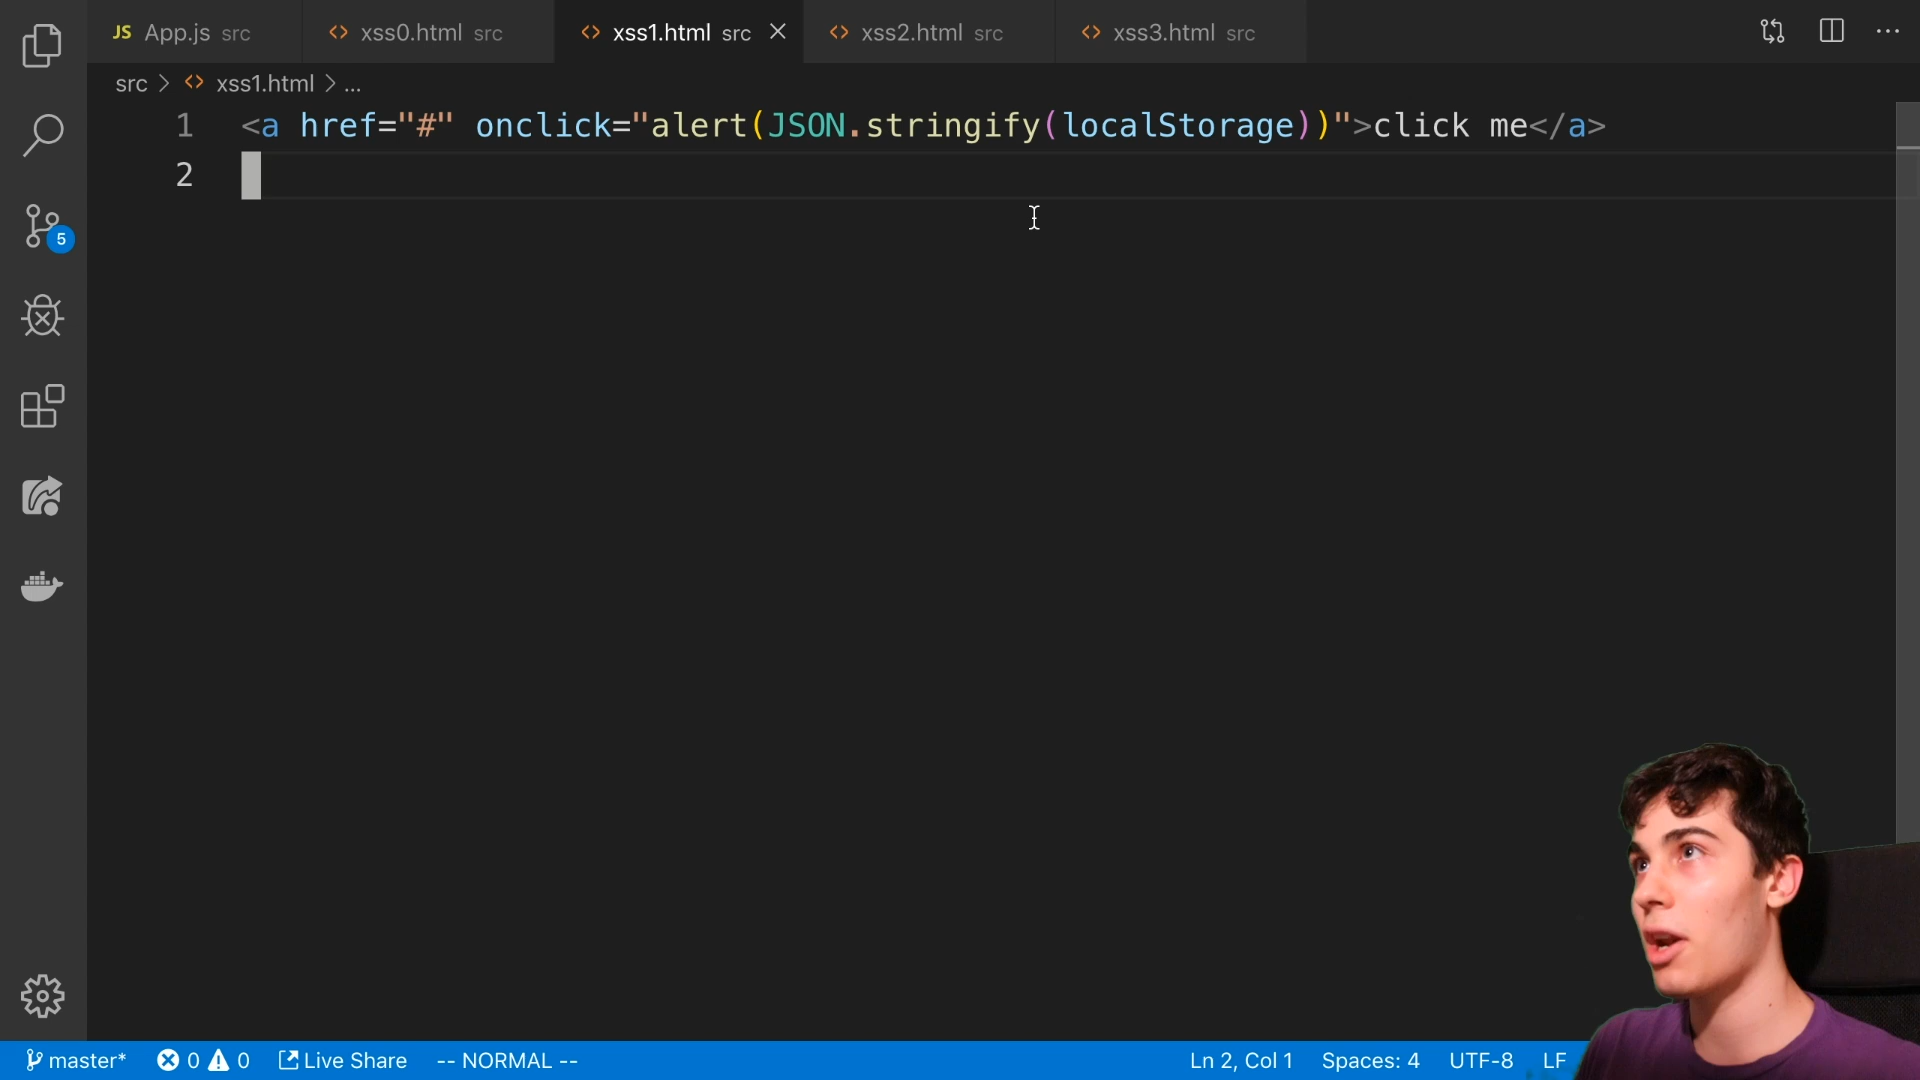 JS App.js src
xss0.html src
xss1.html src
xss2.html src
xss3.html src
src > xss1.html > ...
1 <a href="#" onclick="alert(JSON.stringify(localStorage))">click me</a>
2
5
master* 0 0 Live Share -- NORMAL -- Ln 2, Col 1 Spaces: 4 UTF-8 LF